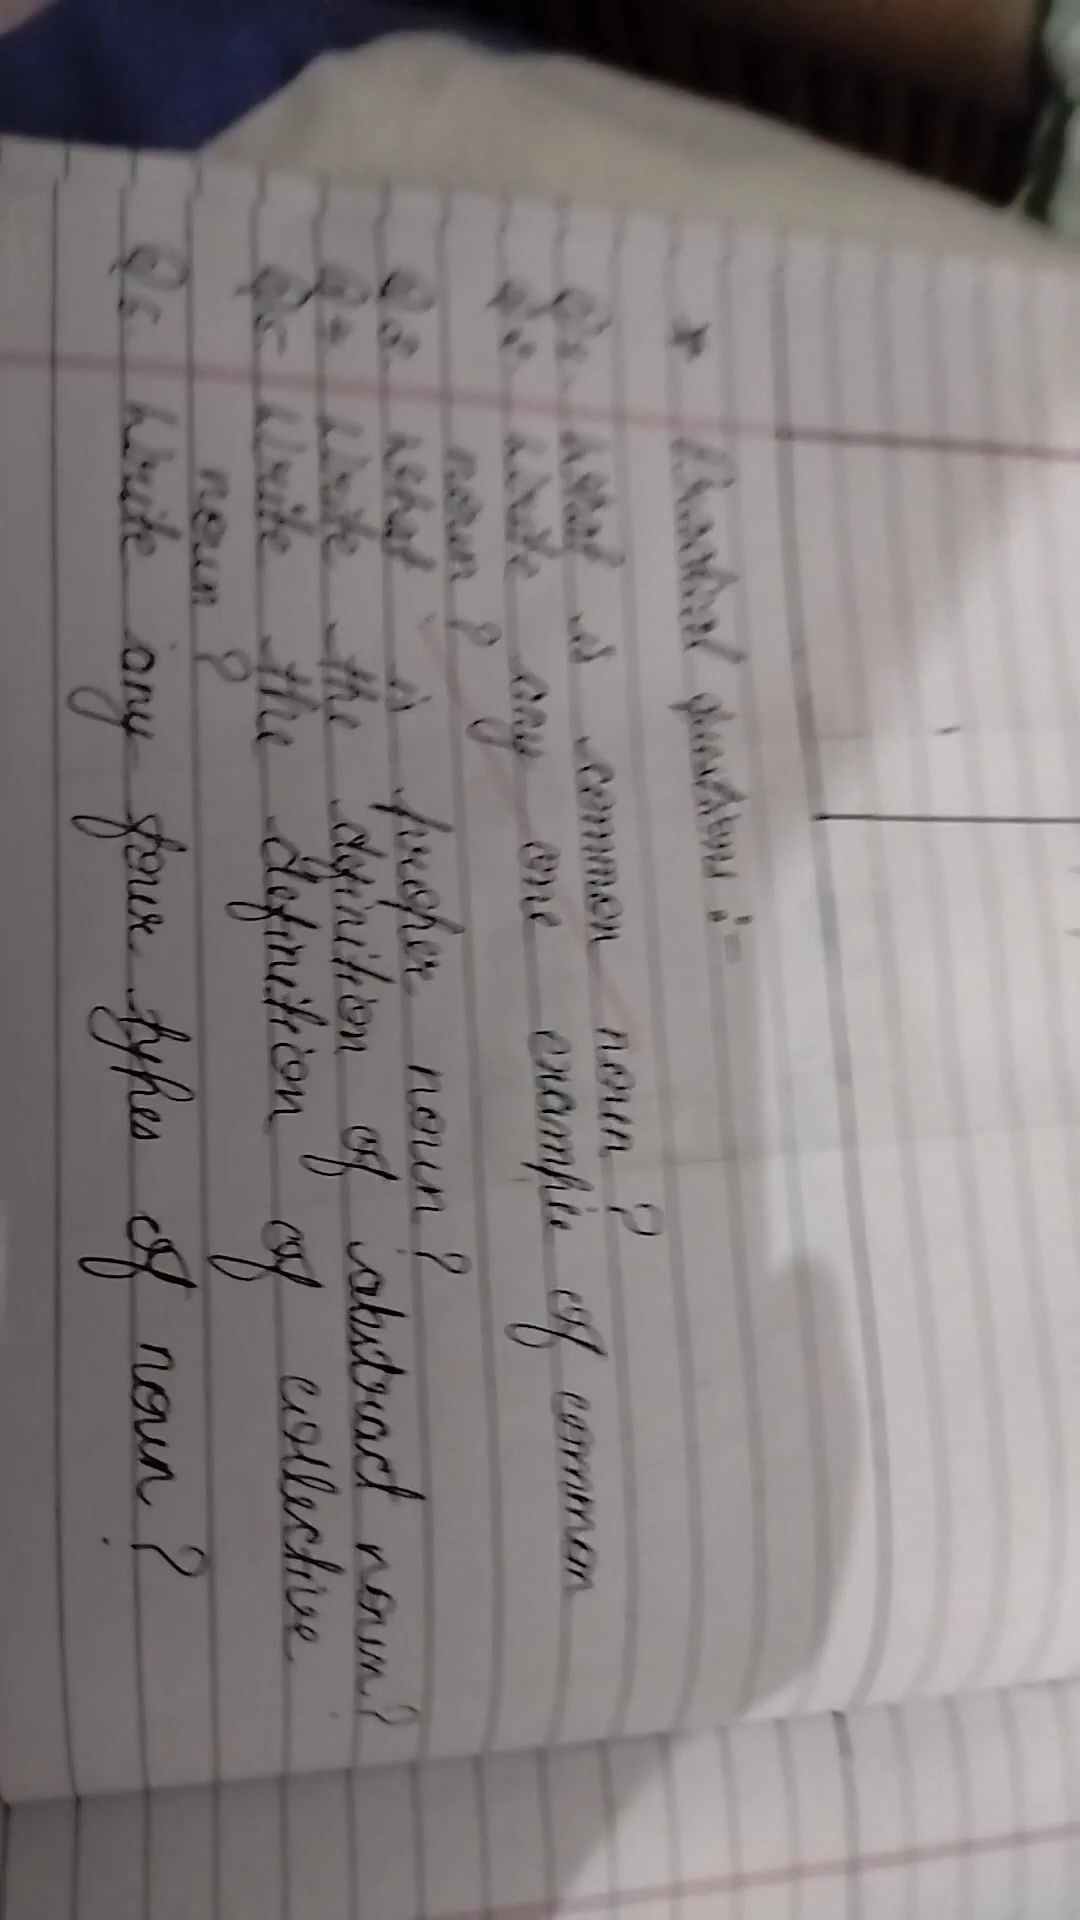 * questions :-
Q1. What is common noun?
Q2. Write any one example of common
noun?
Q3. What is proper noun?
Q4. Write the definition of abstract noun?
Q5. Write the definition of collective
noun?
Q6. Write any four types of noun?